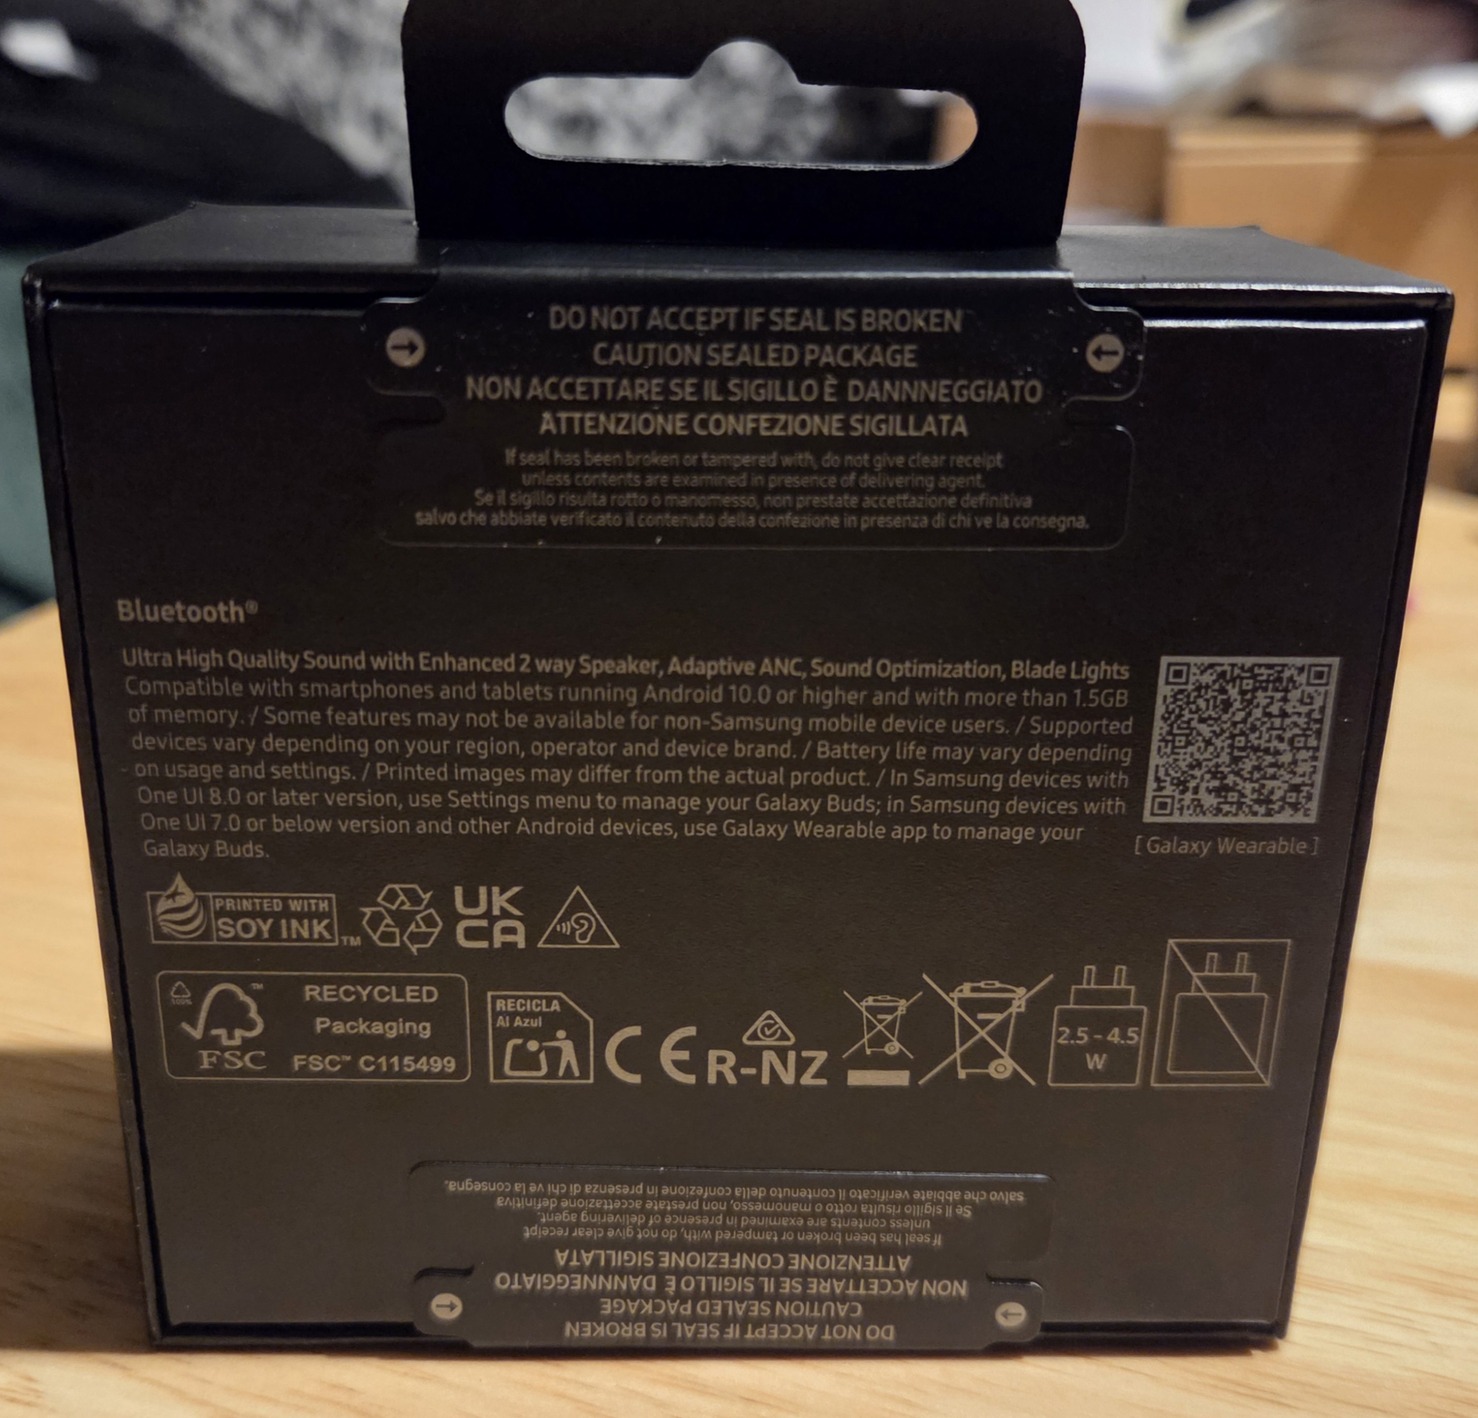 DO NOT ACCEPT IF SEAL IS BROKEN
CAUTION SEALED PACKAGE
NON ACCETTARE SE IL SIGILLO È DANNNEGGIATO
ATTENZIONE CONFEZIONE SIGILLATA
If seal has been broken or tampered with, do not give clear receipt
unless contents are examined in presence of delivering agent.
Se il sigillo risulta rotto o manomesso, non prestate accettazione definitiva
salvo che abbiate verificato il contenuto della confezione in presenza di chi ve la consegna.
Bluetooth®
Ultra High Quality Sound with Enhanced 2 way Speaker, Adaptive ANC, Sound Optimization, Blade Lights
Compatible with smartphones and tablets running Android 10.0 or higher and with more than 1.5GB
of memory. / Some features may not be available for non-Samsung mobile device users. / Supported
devices vary depending on your region, operator and device brand. / Battery life may vary depending
on usage and settings. / Printed images may differ from the actual product. / In Samsung devices with
One UI 8.0 or later version, use Settings menu to manage your Galaxy Buds; in Samsung devices with
One UI 7.0 or below version and other Android devices, use Galaxy Wearable app to manage your
Galaxy Buds.
[ Galaxy Wearable ]
PRINTED WITH
SOY INK™
UK
CA
100%
™
FSC
RECYCLED
Packaging
FSC™ C115499
RECICLA
Al Azul
CE
R-NZ
2.5 - 4.5
W
DO NOT ACCEPT IF SEAL IS BROKEN
CAUTION SEALED PACKAGE
NON ACCETTARE SE IL SIGILLO È DANNNEGGIATO
ATTENZIONE CONFEZIONE SIGILLATA
If seal has been broken or tampered with, do not give clear receipt
unless contents are examined in presence of delivering agent.
Se il sigillo risulta rotto o manomesso, non prestate accettazione definitiva
salvo che abbiate verificato il contenuto della confezione in presenza di chi ve la consegna.